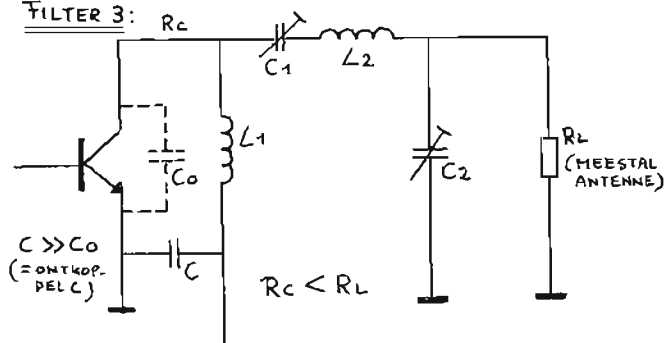 FILTER 3:
Rc
C1
L2
L1
Co
C2
RL
(MEESTAL
ANTENNE)
C >> Co
(= ONTKOP-
PEL C)
C
Rc < RL